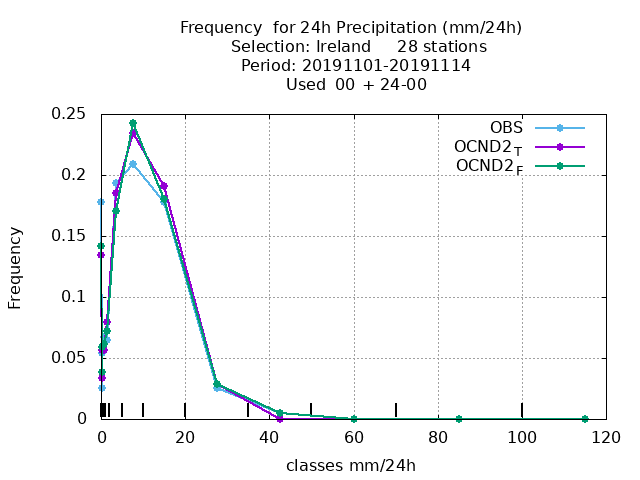 Frequency  for 24h Precipitation (mm/24h)
Selection: Ireland     28 stations
Period: 20191101-20191114
Used  00 + 24-00
OBS
OCND2T
OCND2F
Frequency
0.25
0.2
0.15
0.1
0.05
0
0 20 40 60 80 100 120
classes mm/24h